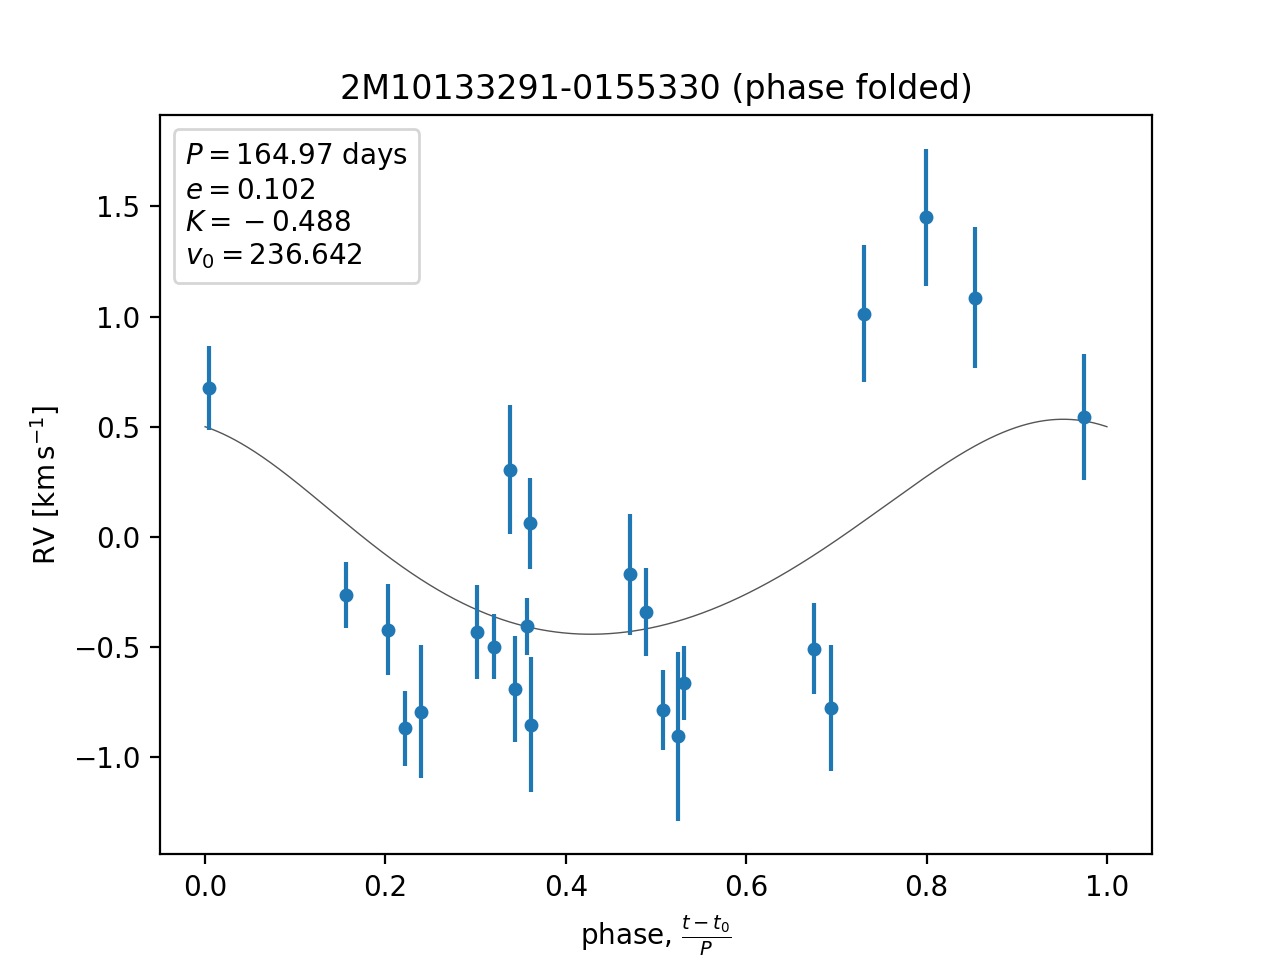 2M10133291-0155330 (phase folded)
P = 164.97 days
e = 0.102
K = −0.488
v₀ = 236.642
RV [km s⁻¹]
1.5
1.0
0.5
0.0
−0.5
−1.0
0.0 0.2 0.4 0.6 0.8 1.0
phase, (t − t₀)/P